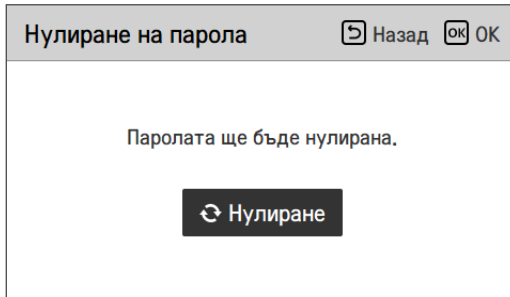 Нулиране на парола Назад OK OK
Паролата ще бъде нулирана.
Нулиране